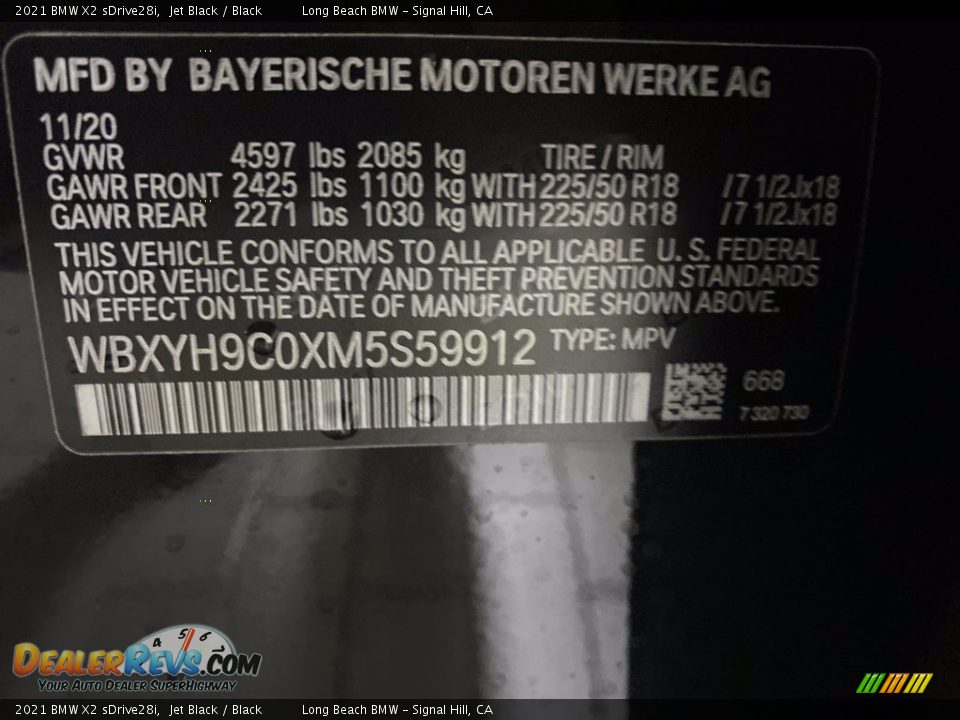 2021 BMW X2 sDrive28i, Jet Black / Black Long Beach BMW - Signal Hill, CA
MFD BY BAYERISCHE MOTOREN WERKE AG
11/20
GVWR 4597 lbs 2085 kg TIRE / RIM
GAWR FRONT 2425 lbs 1100 kg WITH 225/50 R18 / 7 1/2Jx18
GAWR REAR 2271 lbs 1030 kg WITH 225/50 R18 / 7 1/2Jx18
THIS VEHICLE CONFORMS TO ALL APPLICABLE U. S. FEDERAL
MOTOR VEHICLE SAFETY AND THEFT PREVENTION STANDARDS
IN EFFECT ON THE DATE OF MANUFACTURE SHOWN ABOVE.
WBXYH9C0XM5S59912 TYPE: MPV
668
7 320 730
4 5 6 7
DEALERREVS.COM
YOUR AUTO DEALER SUPERHIGHWAY
2021 BMW X2 sDrive28i, Jet Black / Black Long Beach BMW - Signal Hill, CA